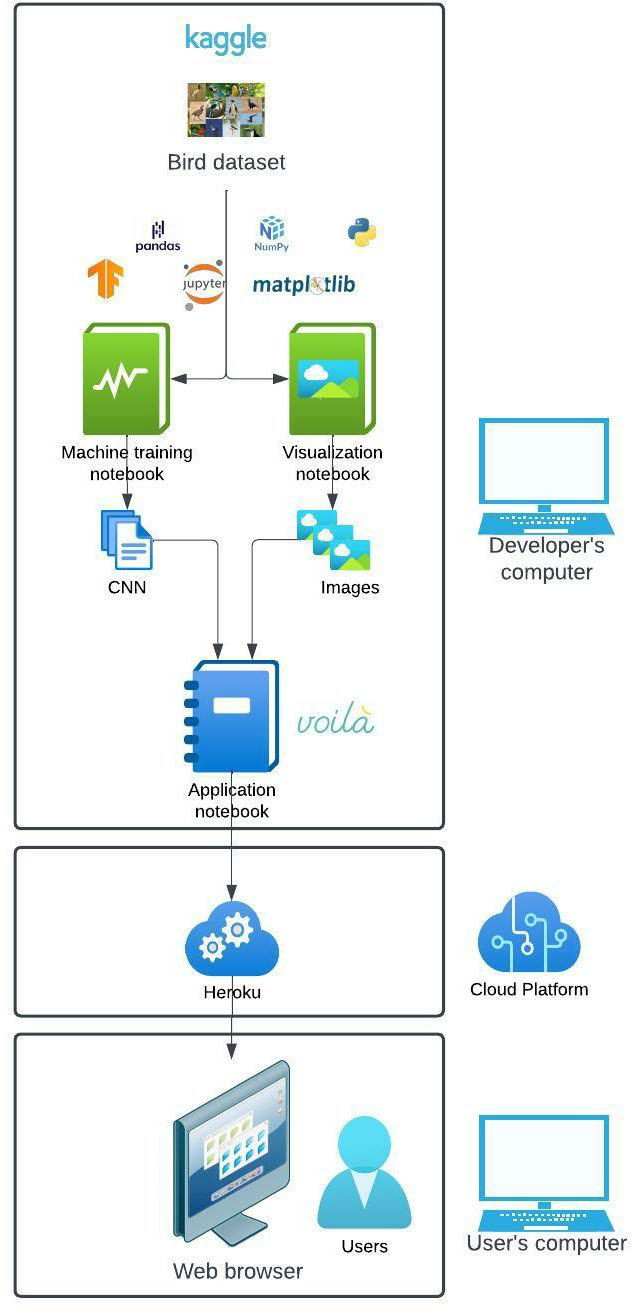 kaggle
Bird dataset
pandas
NumPy
jupyter
matplotlib
Machine training
notebook
Visualization
notebook
CNN
Images
Developer's
computer
voilà
Application
notebook
Heroku
Cloud Platform
Users
Web browser
User's computer